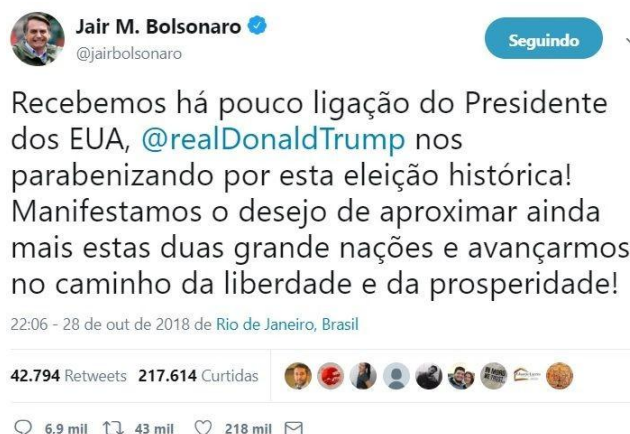 Jair M. Bolsonaro
@jairbolsonaro
Seguindo
Recebemos há pouco ligação do Presidente
dos EUA, @realDonaldTrump nos
parabenizando por esta eleição histórica!
Manifestamos o desejo de aproximar ainda
mais estas duas grande nações e avançarmos
no caminho da liberdade e da prosperidade!
22:06 - 28 de out de 2018 de Rio de Janeiro, Brasil
42.794 Retweets 217.614 Curtidas
6,9 mil 43 mil 218 mil